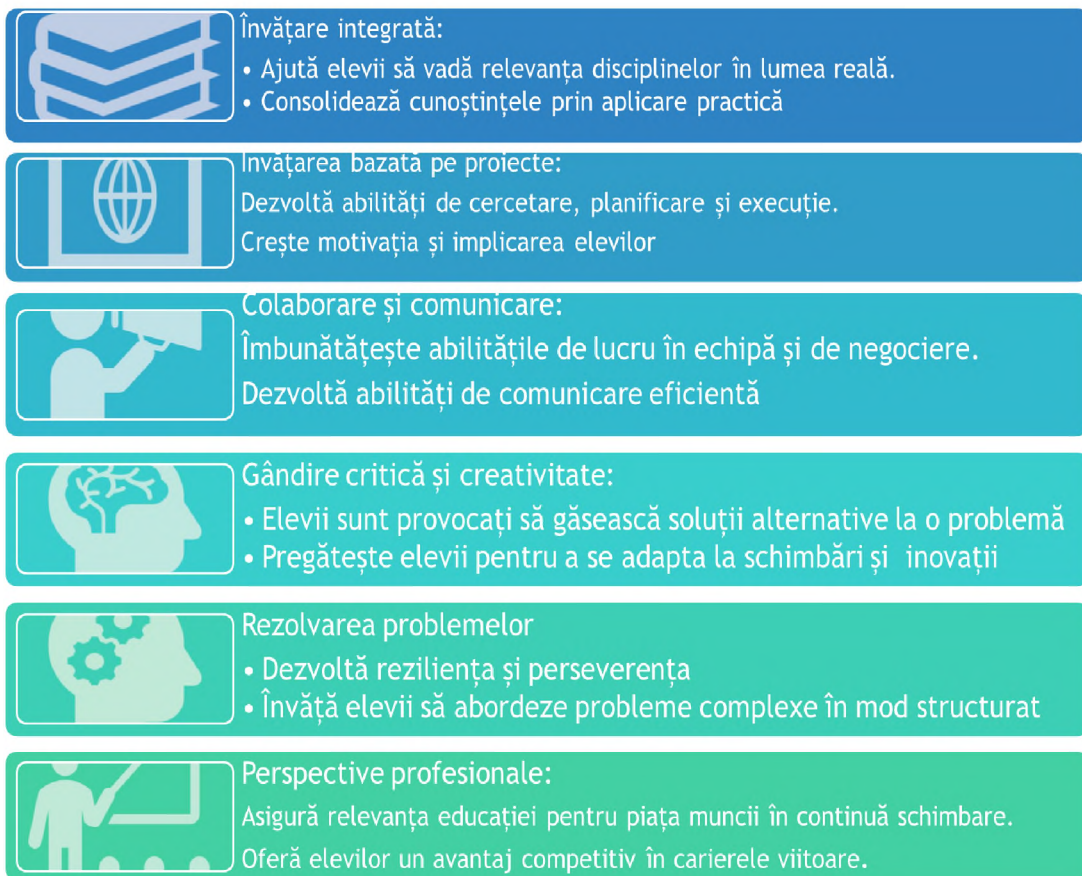 Învățare integrată:
• Ajută elevii să vadă relevanța disciplinelor în lumea reală.
• Consolidează cunoștințele prin aplicare practică
Învățarea bazată pe proiecte:
Dezvoltă abilități de cercetare, planificare și execuție.
Crește motivația și implicarea elevilor
Colaborare și comunicare:
Îmbunătățește abilitățile de lucru în echipă și de negociere.
Dezvoltă abilități de comunicare eficientă
Gândire critică și creativitate:
• Elevii sunt provocați să găsească soluții alternative la o problemă
• Pregătește elevii pentru a se adapta la schimbări și inovații
Rezolvarea problemelor
• Dezvoltă reziliența și perseverența
• Învăță elevii să abordeze probleme complexe în mod structurat
Perspective profesionale:
Asigură relevanța educației pentru piața muncii în continuă schimbare.
Oferă elevilor un avantaj competitiv în carierele viitoare.